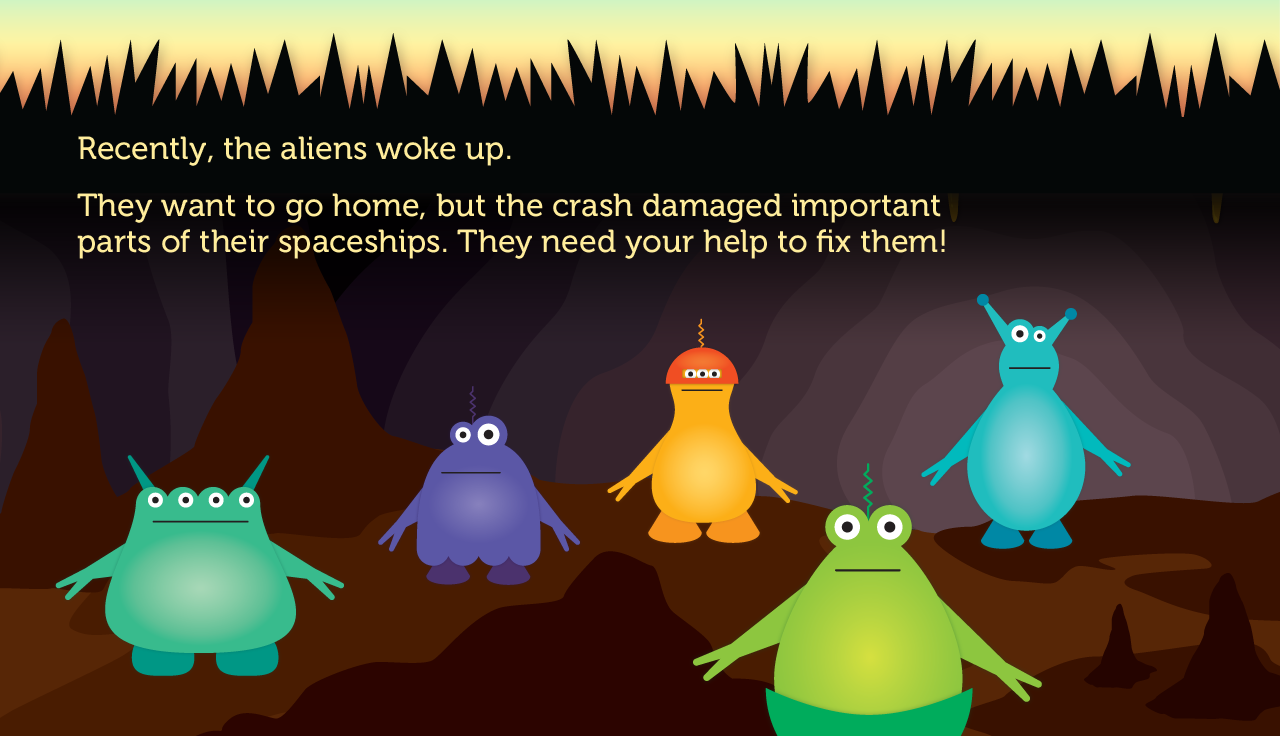 Recently, the aliens woke up.
They want to go home, but the crash damaged important
parts of their spaceships. They need your help to fix them!